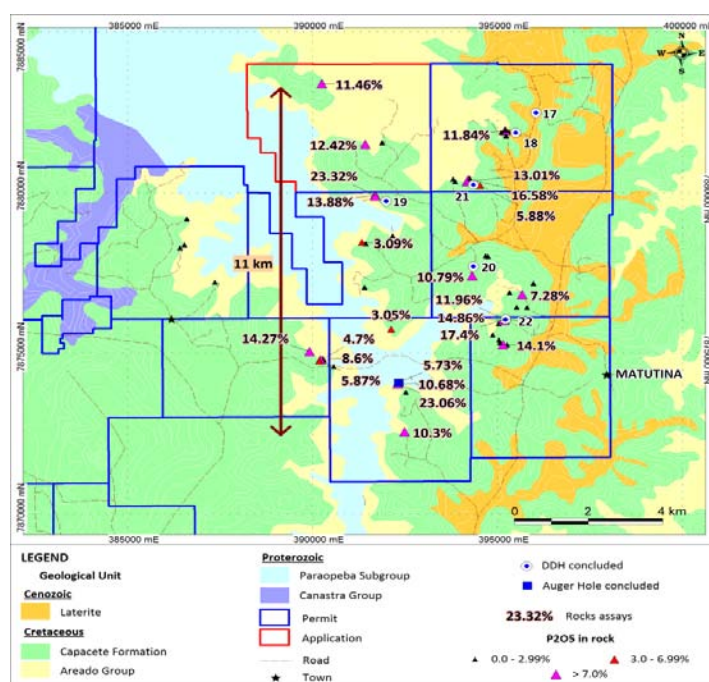 385000 mE
390000 mE
395000 mE
400000 mE
7885000 mN
N
W E
S
11.46%
17
11.84%
18
12.42%
13.01%
23.32%
16.58%
7880000 mN
13.88%
19
21
5.88%
3.09%
11 km
20
10.79%
7.28%
11.96%
3.05%
14.86%
22
14.27%
4.7%
17.4%
14.1%
8.6%
5.73%
7875000 mN
5.87%
10.68%
MATUTINA
23.06%
10.3%
7870000 mN
0 2 4 km
385000 mE
390000 mE
395000 mE
LEGEND
Geological Unit
Cenozoic
Laterite
Cretaceous
Capacete Formation
Areado Group
Proterozoic
Paraopeba Subgroup
Canastra Group
Permit
Application
Road
Town
DDH concluded
Auger Hole concluded
23.32% Rocks assays
P2O5 in rock
0.0 - 2.99%
3.0 - 6.99%
> 7.0%